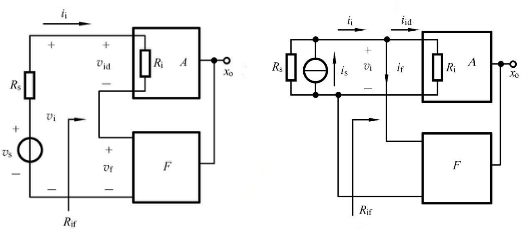 i_i
+ +
v_id R_i A
x_o
R_s
− −
+ v_i +
v_s v_f F
−
− −
R_if
i_i i_id
+
R_s i_s v_i i_f R_i A
−
x_o
F
R_if